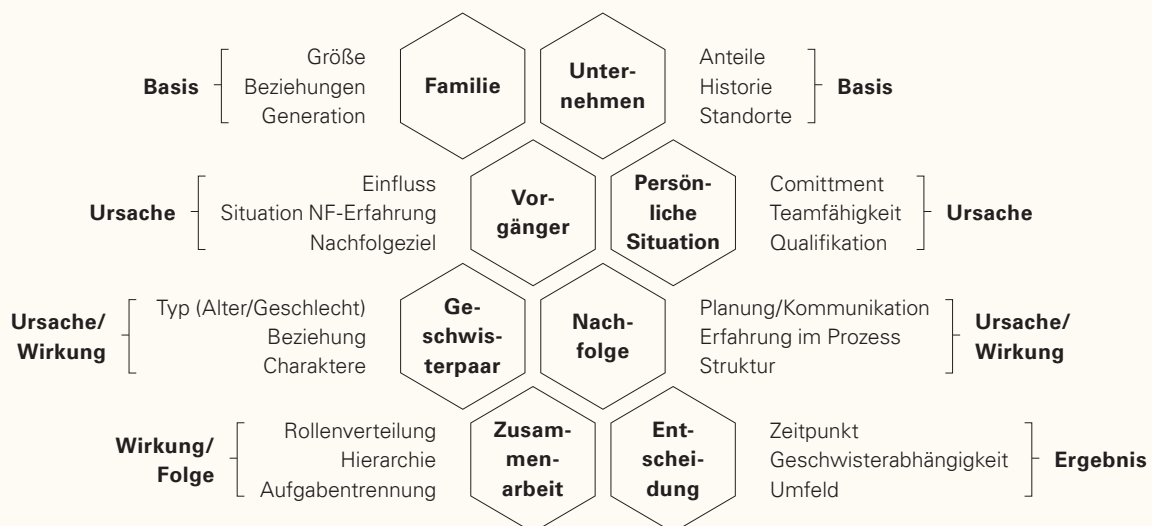 Basis
Größe
Beziehungen
Generation
Familie
Unter-
nehmen
Anteile
Historie
Standorte
Basis
Ursache
Einfluss
Situation NF-Erfahrung
Nachfolgeziel
Vor-
gänger
Persön-
liche
Situation
Comittment
Teamfähigkeit
Qualifikation
Ursache
Ursache/
Wirkung
Typ (Alter/Geschlecht)
Beziehung
Charaktere
Ge-
schwis-
terpaar
Nach-
folge
Planung/Kommunikation
Erfahrung im Prozess
Struktur
Ursache/
Wirkung
Wirkung/
Folge
Rollenverteilung
Hierarchie
Aufgabentrennung
Zusam-
men-
arbeit
Ent-
schei-
dung
Zeitpunkt
Geschwisterabhängigkeit
Umfeld
Ergebnis